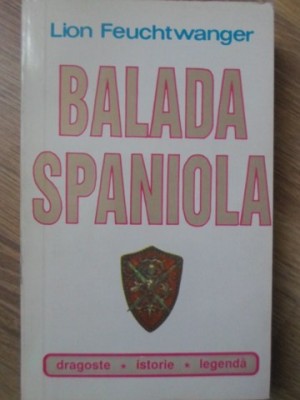 Lion Feuchtwanger
BALADA
SPANIOLA
dragoste • istorie • legendă